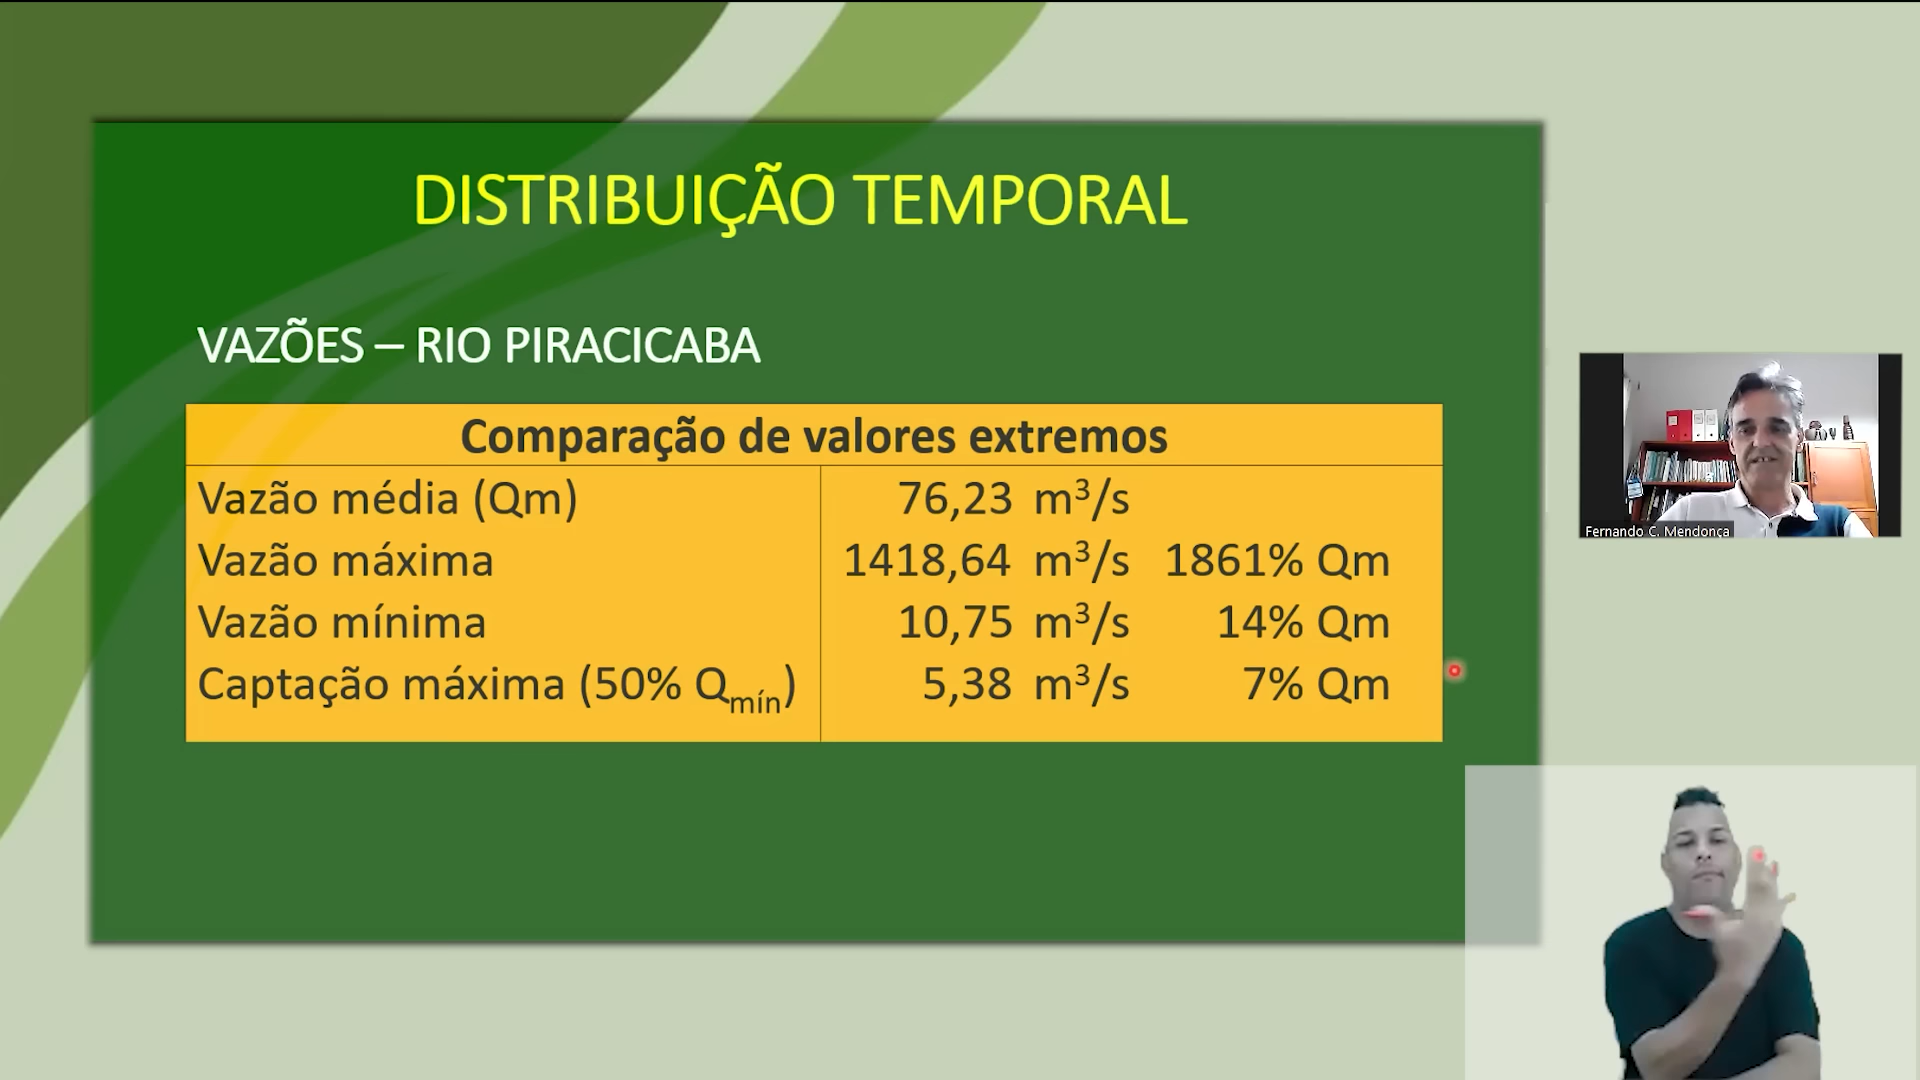 DISTRIBUIÇÃO TEMPORAL
VAZÕES – RIO PIRACICABA
Comparação de valores extremos
Vazão média (Qm) 76,23 m³/s
Vazão máxima 1418,64 m³/s 1861% Qm
Vazão mínima 10,75 m³/s 14% Qm
Captação máxima (50% Qmín) 5,38 m³/s 7% Qm
Fernando C. Mendonça